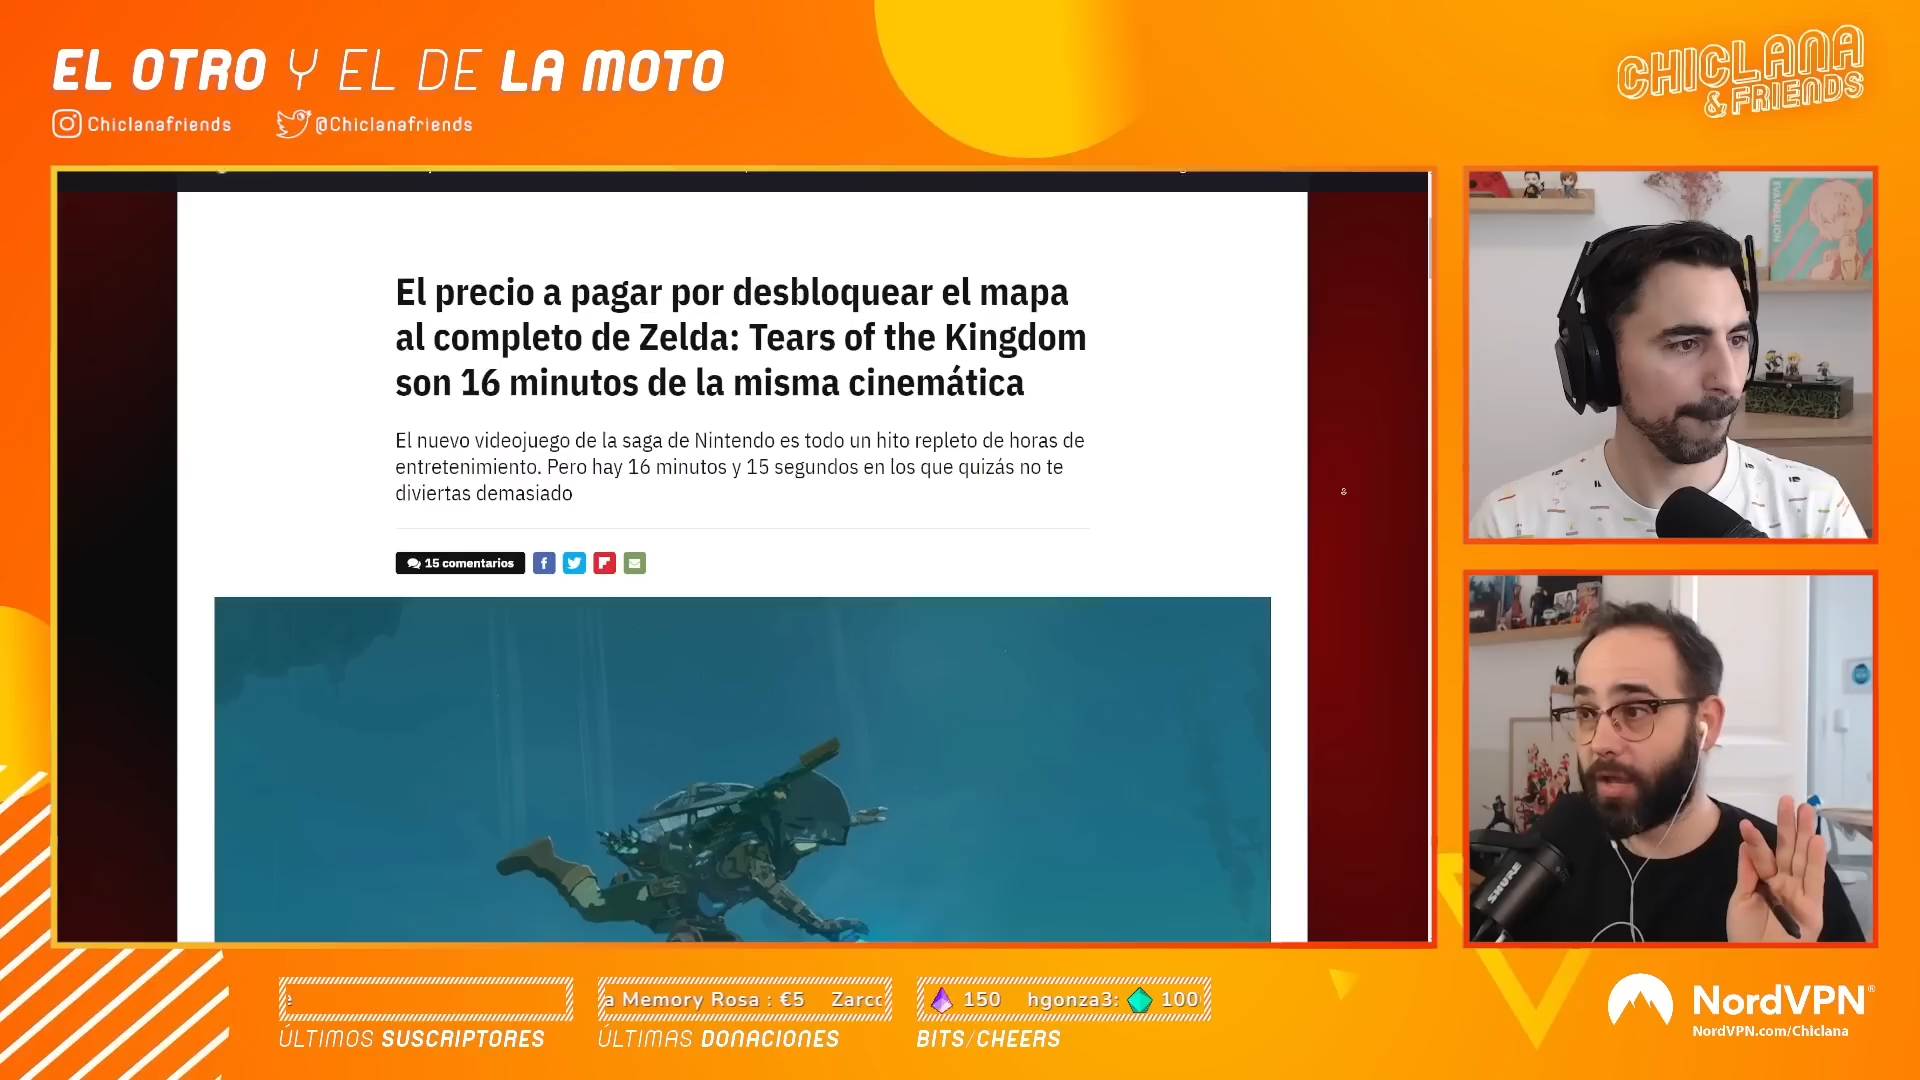 EL OTRO Y EL DE LA MOTO
Chiclanafriends
@Chiclanafriends
CHICLANA
& FRIENDS
El precio a pagar por desbloquear el mapa
al completo de Zelda: Tears of the Kingdom
son 16 minutos de la misma cinemática
El nuevo videojuego de la saga de Nintendo es todo un hito repleto de horas de
entretenimiento. Pero hay 16 minutos y 15 segundos en los que quizás no te
diviertas demasiado
15 comentarios
EVANGELION
SHURE
a Memory Rosa : €5 Zarcc
150 hgonza3: 100
ÚLTIMOS SUSCRIPTORES
ÚLTIMAS DONACIONES
BITS/CHEERS
NordVPN®
NordVPN.com/Chiclana